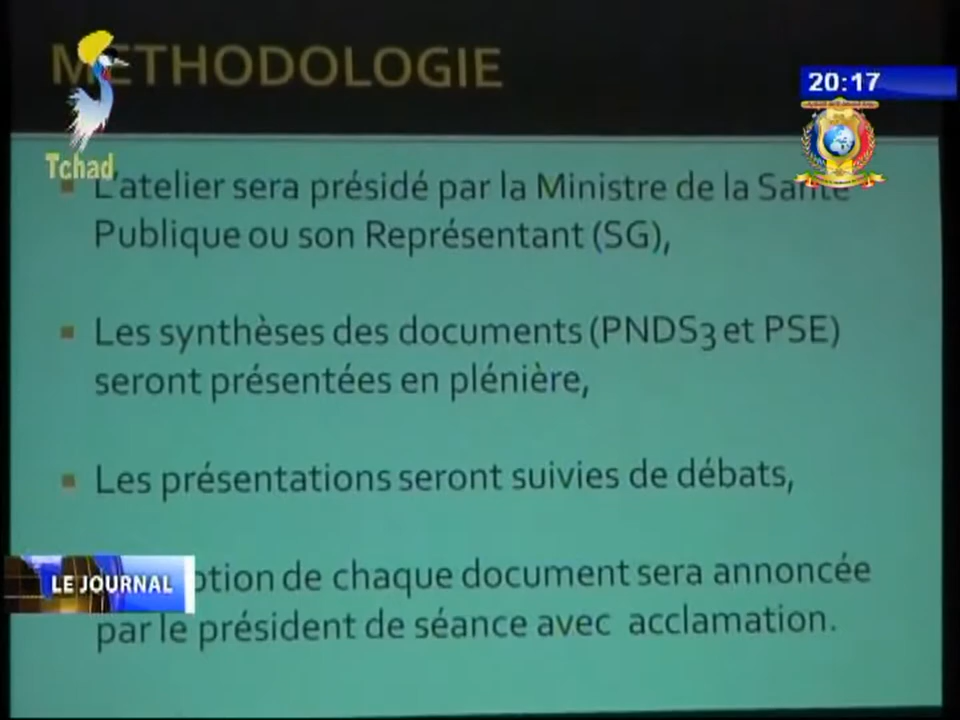 METHODOLOGIE
20:17
Tchad
L'atelier sera présidé par la Ministre de la Santé
Publique ou son Représentant (SG),
Les synthèses des documents (PNDS3 et PSE)
seront présentées en plénière,
Les présentations seront suivies de débats,
LE JOURNAL
de chaque document sera annoncée
par le président de séance avec acclamation.